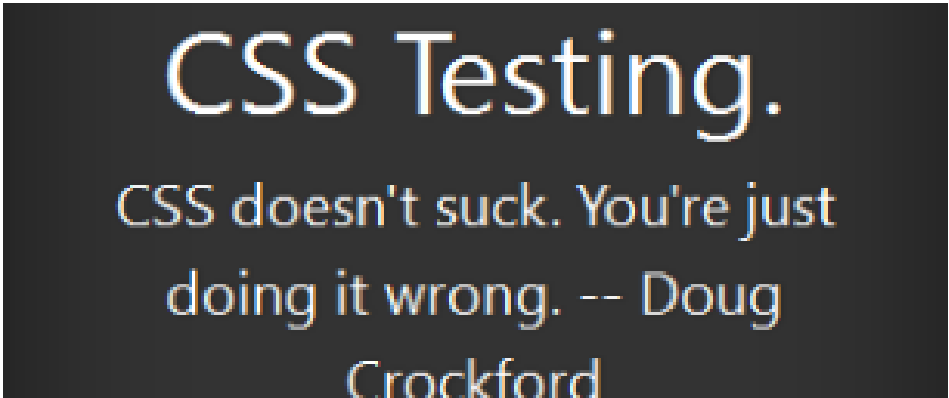 CSS Testing.
CSS doesn't suck. You're just
doing it wrong. -- Doug
Crockford